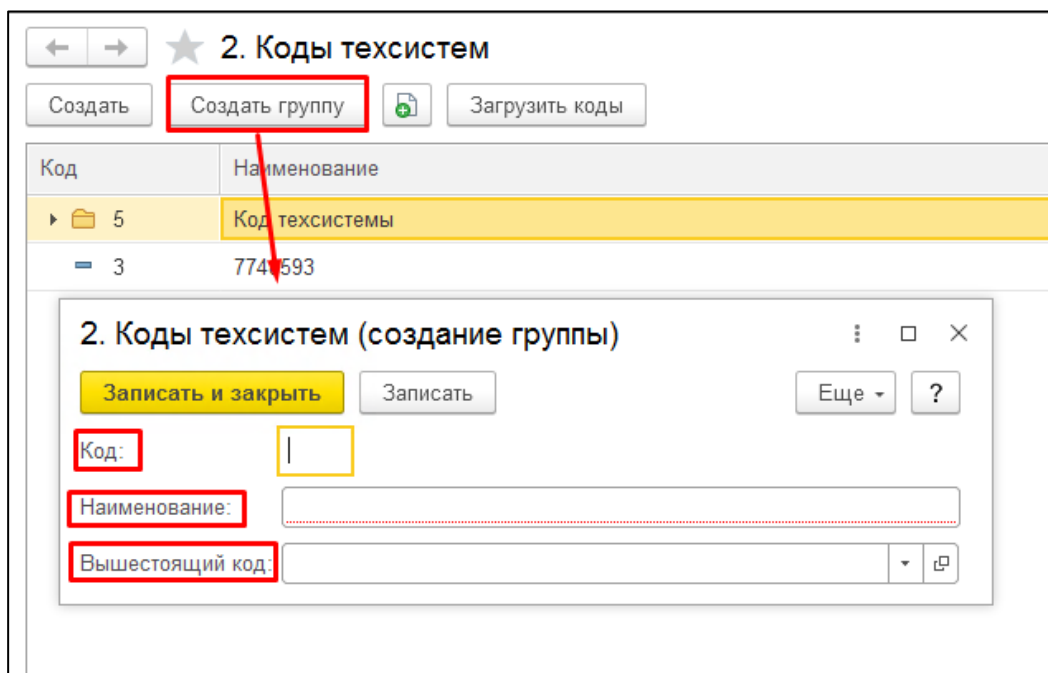 2. Коды техсистем
Создать Создать группу Загрузить коды
Код Наименование
5 Код техсистемы
3
2. Коды техсистем (создание группы)
Записать и закрыть Записать Еще ?
Код:
Наименование:
Вышестоящий код: